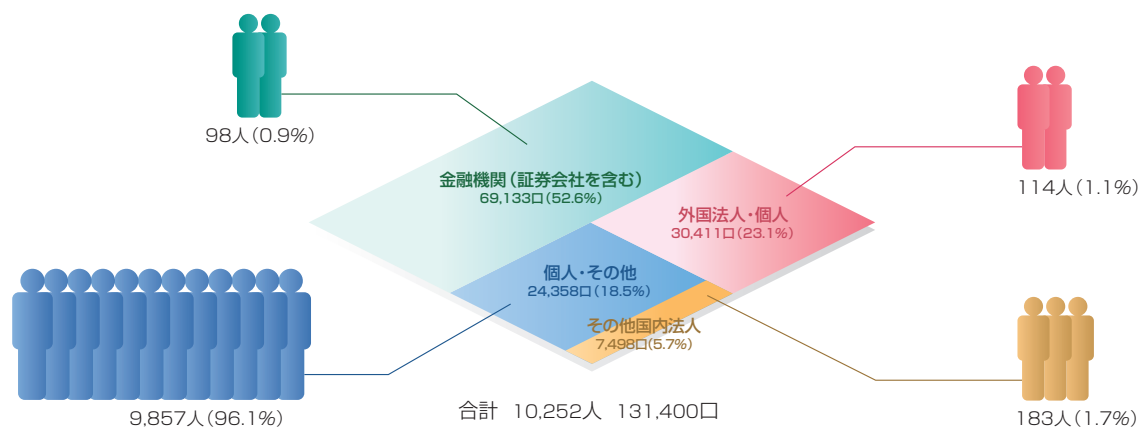 98人（0.9%）
金融機関（証券会社を含む）
69,133口（52.6%）
外国法人・個人
30,411口（23.1%）
114人（1.1%）
個人・その他
24,358口（18.5%）
その他国内法人
7,498口（5.7%）
9,857人（96.1%）
合計 10,252人 131,400口
183人（1.7%）